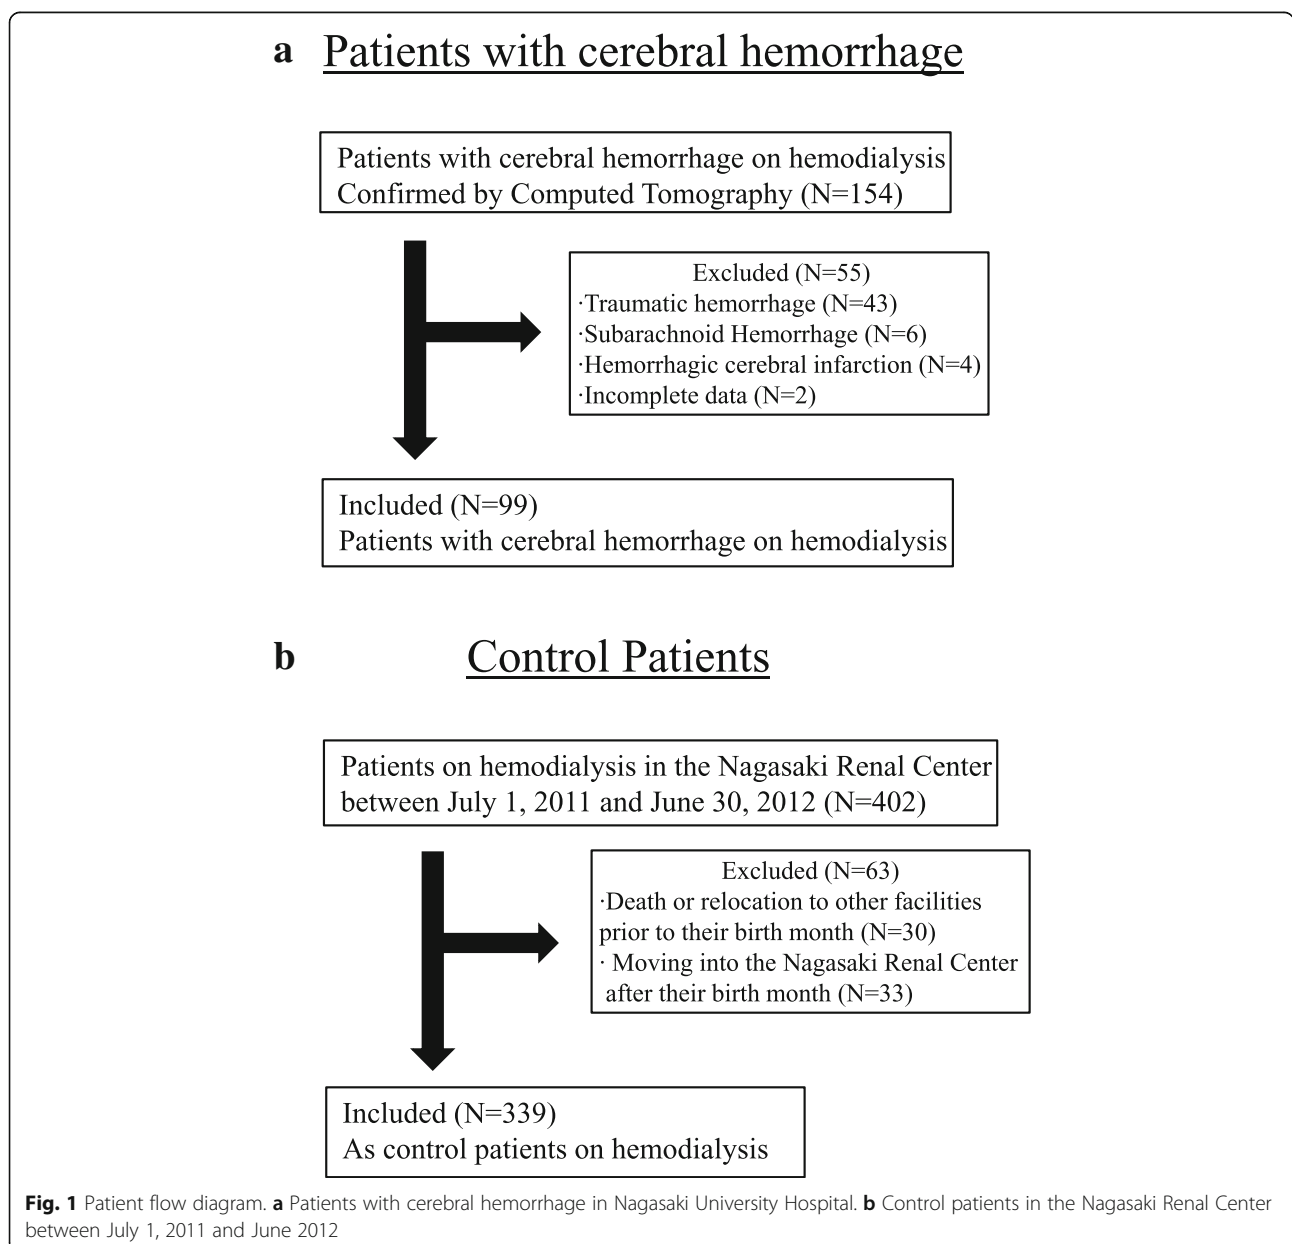 a Patients with cerebral hemorrhage
Patients with cerebral hemorrhage on hemodialysis
Confirmed by Computed Tomography (N=154)
Excluded (N=55)
·Traumatic hemorrhage (N=43)
·Subarachnoid Hemorrhage (N=6)
·Hemorrhagic cerebral infarction (N=4)
·Incomplete data (N=2)
Included (N=99)
Patients with cerebral hemorrhage on hemodialysis
b Control Patients
Patients on hemodialysis in the Nagasaki Renal Center
between July 1, 2011 and June 30, 2012 (N=402)
Excluded (N=63)
·Death or relocation to other facilities
prior to their birth month (N=30)
· Moving into the Nagasaki Renal Center
after their birth month (N=33)
Included (N=339)
As control patients on hemodialysis
Fig. 1 Patient flow diagram. a Patients with cerebral hemorrhage in Nagasaki University Hospital. b Control patients in the Nagasaki Renal Center
between July 1, 2011 and June 2012